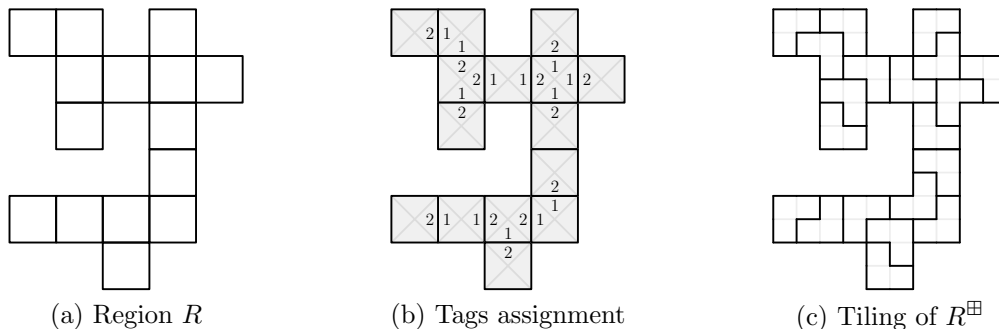 2 1
1 2
2 1
2 1 1 2 1 2
1 1
2 2
2
1
2 1 1 2 2 1
1
2
(a) Region R
(b) Tags assignment
(c) Tiling of R⊞